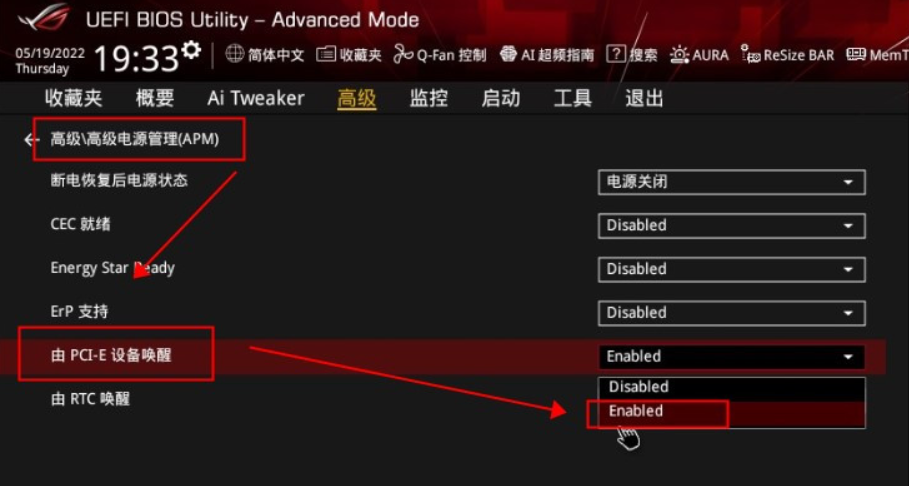 UEFI BIOS Utility – Advanced Mode
05/19/2022 Thursday 19:33 简体中文 收藏夹 Q-Fan 控制 AI 超频指南 搜索 AURA ReSize BAR MemT
收藏夹 概要 Ai Tweaker 高级 监控 启动 工具 退出
高级\高级电源管理(APM)
断电恢复后电源状态 电源关闭
CEC 就绪 Disabled
Energy Star Ready Disabled
ErP 支持 Disabled
由 PCI-E 设备唤醒 Enabled
Disabled
由 RTC 唤醒
Enabled